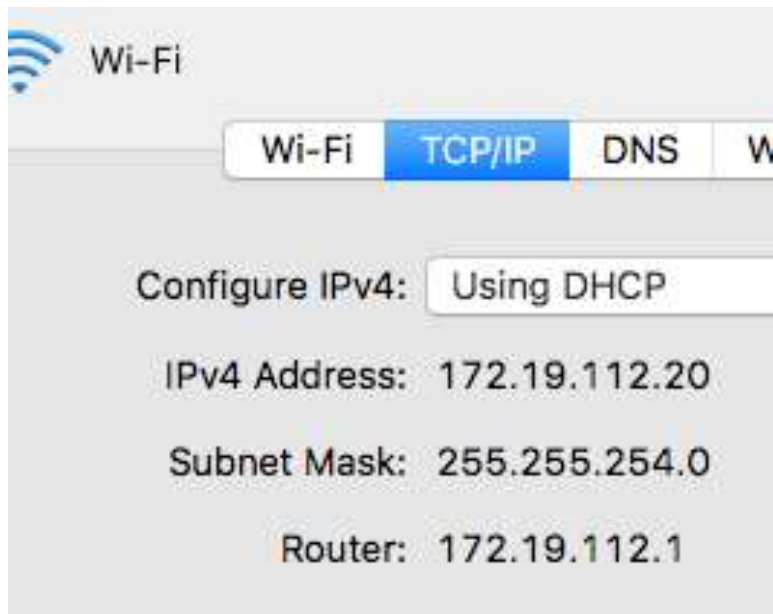 Wi-Fi
Wi-Fi TCP/IP DNS W
Configure IPv4: Using DHCP
IPv4 Address: 172.19.112.20
Subnet Mask: 255.255.254.0
Router: 172.19.112.1